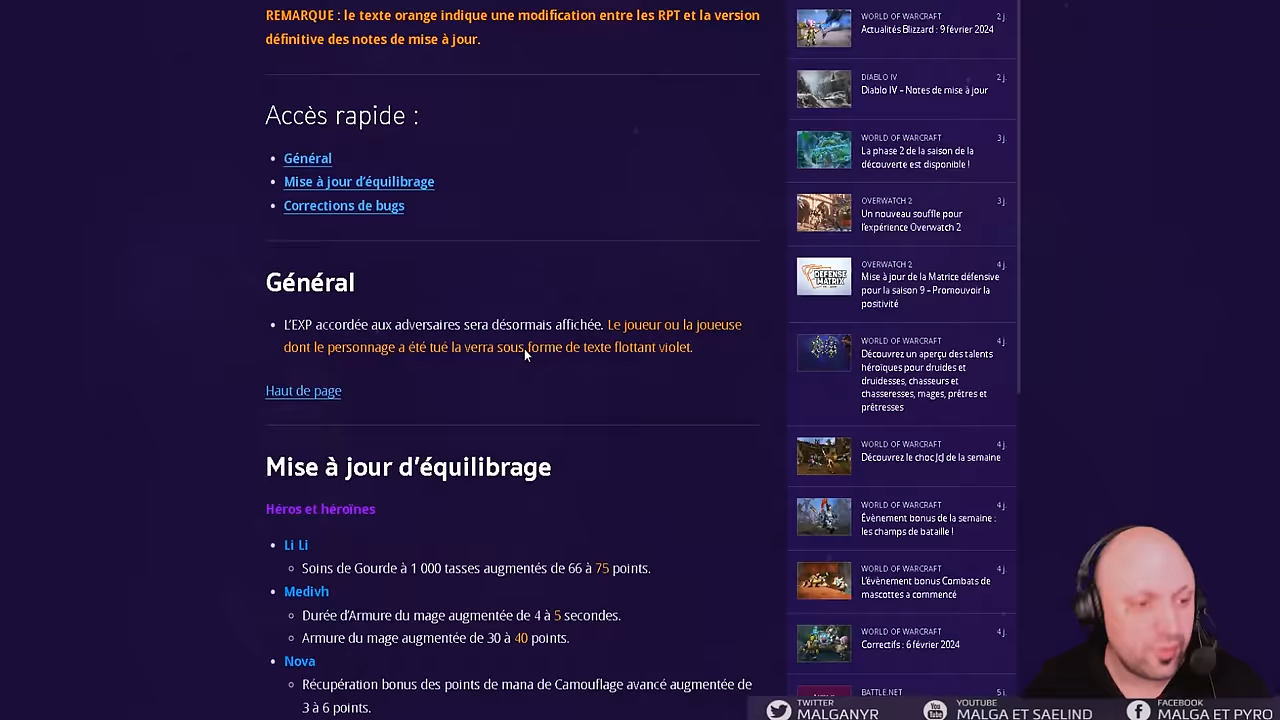 REMARQUE : le texte orange indique une modification entre les RPT et la version
définitive des notes de mise à jour.
Accès rapide :
• Général
• Mise à jour d'équilibrage
• Corrections de bugs
Général
• L'EXP accordée aux adversaires sera désormais affichée. Le joueur ou la joueuse
dont le personnage a été tué la verra sous forme de texte flottant violet.
Haut de page
Mise à jour d'équilibrage
Héros et héroïnes
• Li Li
○ Soins de Gourde à 1 000 tasses augmentés de 66 à 75 points.
• Medivh
○ Durée d'Armure du mage augmentée de 4 à 5 secondes.
○ Armure du mage augmentée de 30 à 40 points.
• Nova
○ Récupération bonus des points de mana de Camouflage avancé augmentée de
3 à 6 points.
WORLD OF WARCRAFT 2 j.
Actualités Blizzard : 9 février 2024
DIABLO IV 2 j.
Diablo IV – Notes de mise à jour
WORLD OF WARCRAFT 3 j.
La phase 2 de la saison de la
découverte est disponible !
OVERWATCH 2 3 j.
Un nouveau souffle pour
l'expérience Overwatch 2
DEFENSE
MATRIX
OVERWATCH 2 4 j.
Mise à jour de la Matrice défensive
pour la saison 9 – Promouvoir la
positivité
WORLD OF WARCRAFT 4 j.
Découvrez un aperçu des talents
héroïques pour druides et
druidesses, chasseurs et
chasseresses, mages, prêtres et
prêtresses
WORLD OF WARCRAFT 4 j.
Découvrez le choc JcJ de la semaine
WORLD OF WARCRAFT 4 j.
Évènement bonus de la semaine :
les champs de bataille !
WORLD OF WARCRAFT 4 j.
L'évènement bonus Combats de
mascottes a commencé
WORLD OF WARCRAFT 4 j.
Correctifs : 6 février 2024
BATTLE.NET 5 j.
TWITTER
MALGANYR
You
Tube
YOUTUBE
MALGA ET SAELIND
FACEBOOK
MALGA ET PYRO